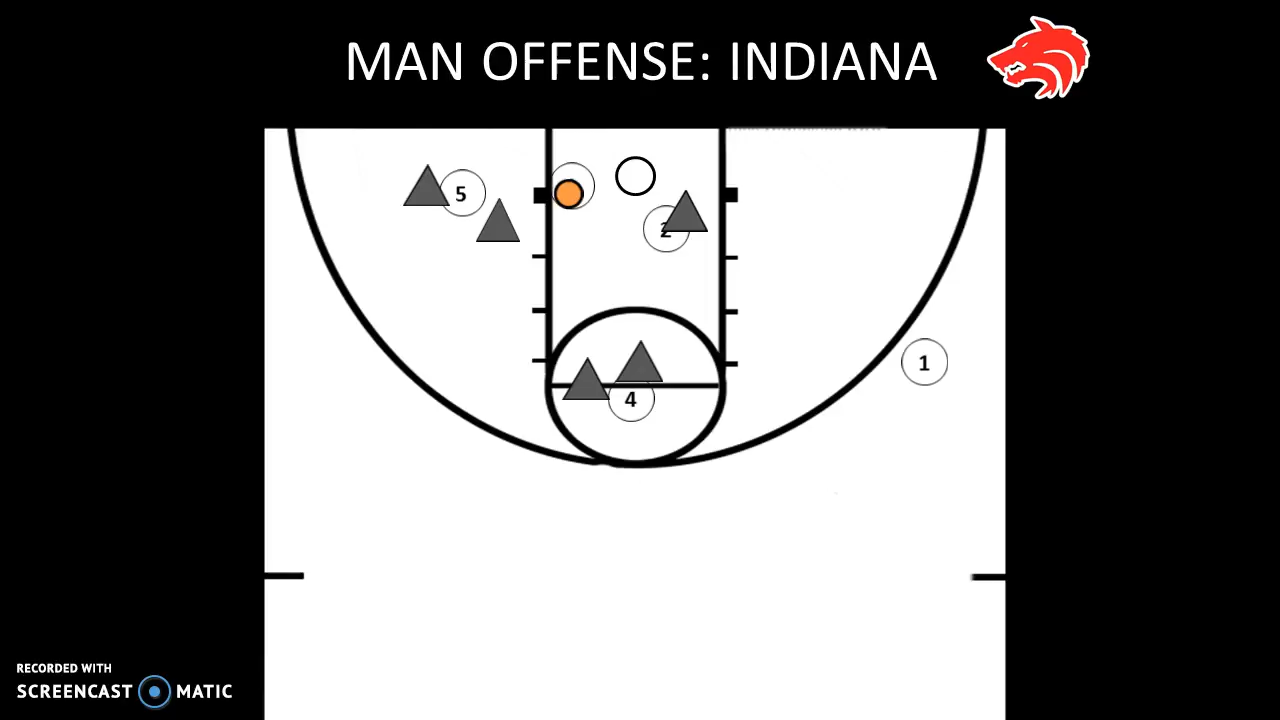 MAN OFFENSE: INDIANA
5
2
1
4
RECORDED WITH
SCREENCAST MATIC